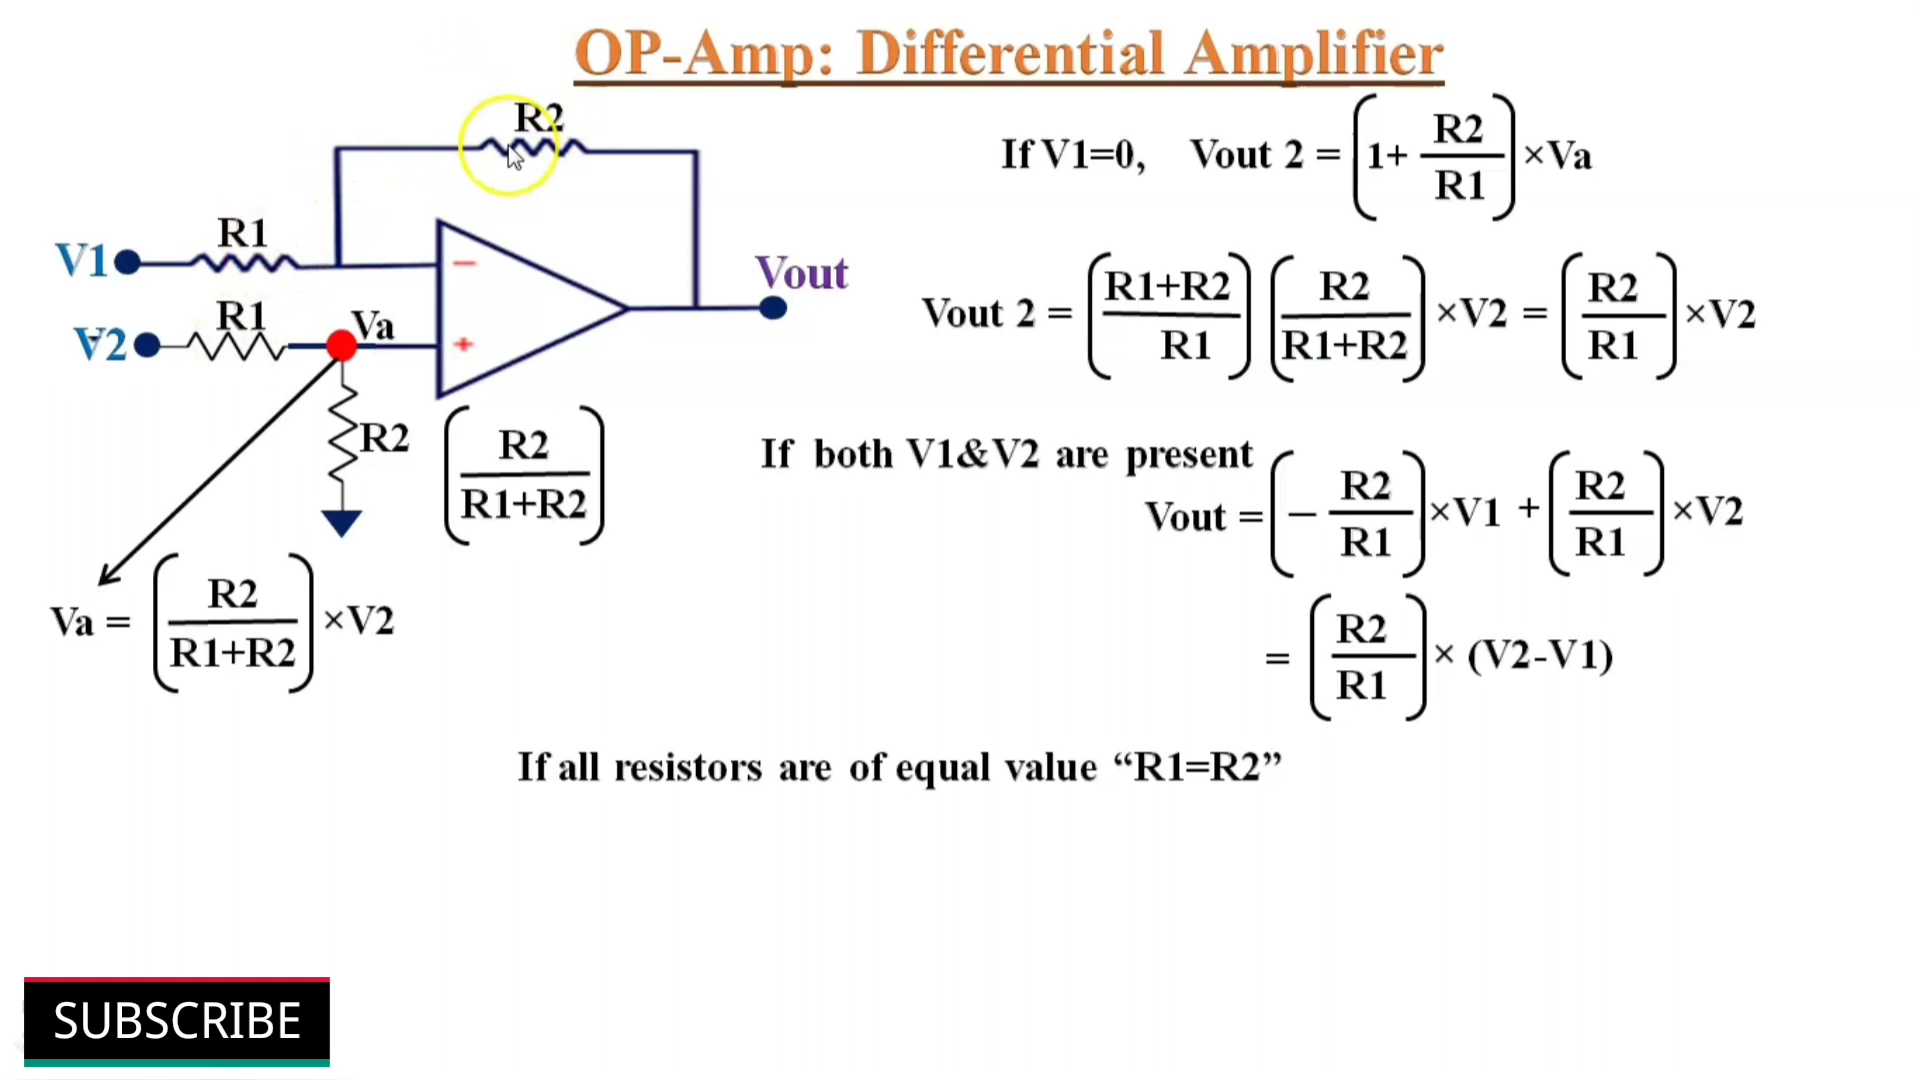 OP-Amp: Differential Amplifier
R2
R1
V1
R1
V2
Va
−
+
Vout
R2
R2
R1+R2
Va = ( R2 / R1+R2 ) ×V2
If V1=0, Vout 2 = ( 1+ R2 / R1 ) ×Va
Vout 2 = ( R1+R2 / R1 ) ( R2 / R1+R2 ) ×V2 = ( R2 / R1 ) ×V2
If both V1&V2 are present
Vout = ( − R2 / R1 ) ×V1 + ( R2 / R1 ) ×V2
= ( R2 / R1 ) × (V2-V1)
If all resistors are of equal value “R1=R2”
SUBSCRIBE